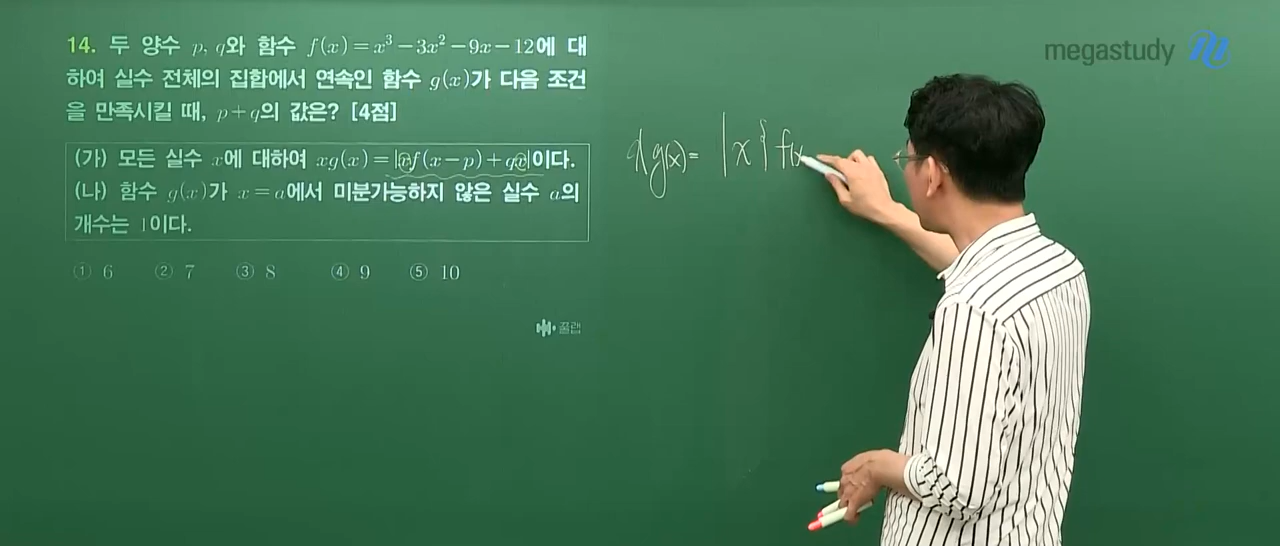 14. 두 양수 p, q와 함수 f(x)=x³−3x²−9x−12에 대
하여 실수 전체의 집합에서 연속인 함수 g(x)가 다음 조건
을 만족시킬 때, p+q의 값은? [4점]
(가) 모든 실수 x에 대하여 xg(x)=|xf(x−p)+qx|이다.
(나) 함수 g(x)가 x=a에서 미분가능하지 않은 실수 a의
개수는 1이다.
① 6 ② 7 ③ 8 ④ 9 ⑤ 10
풀랩
xg(x)= |x{f(x
megastudy